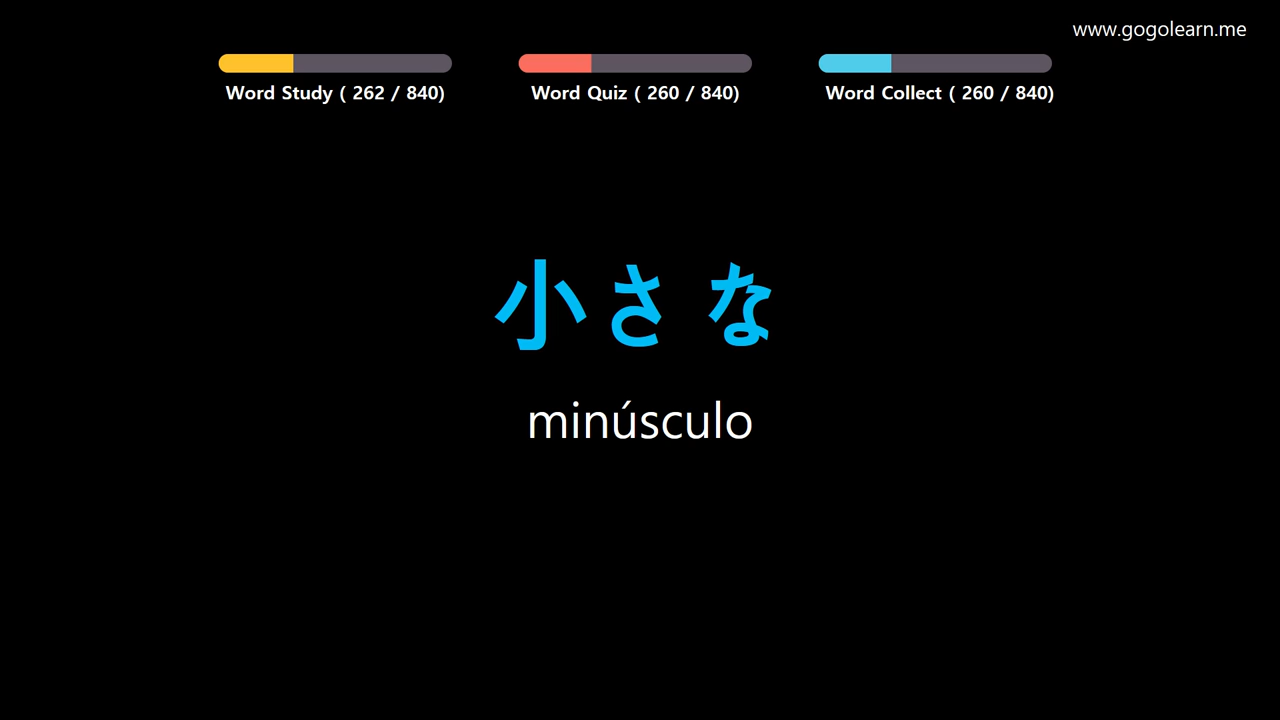 www.gogolearn.me
Word Study ( 262 / 840)
Word Quiz ( 260 / 840)
Word Collect ( 260 / 840)
小さな
minúsculo